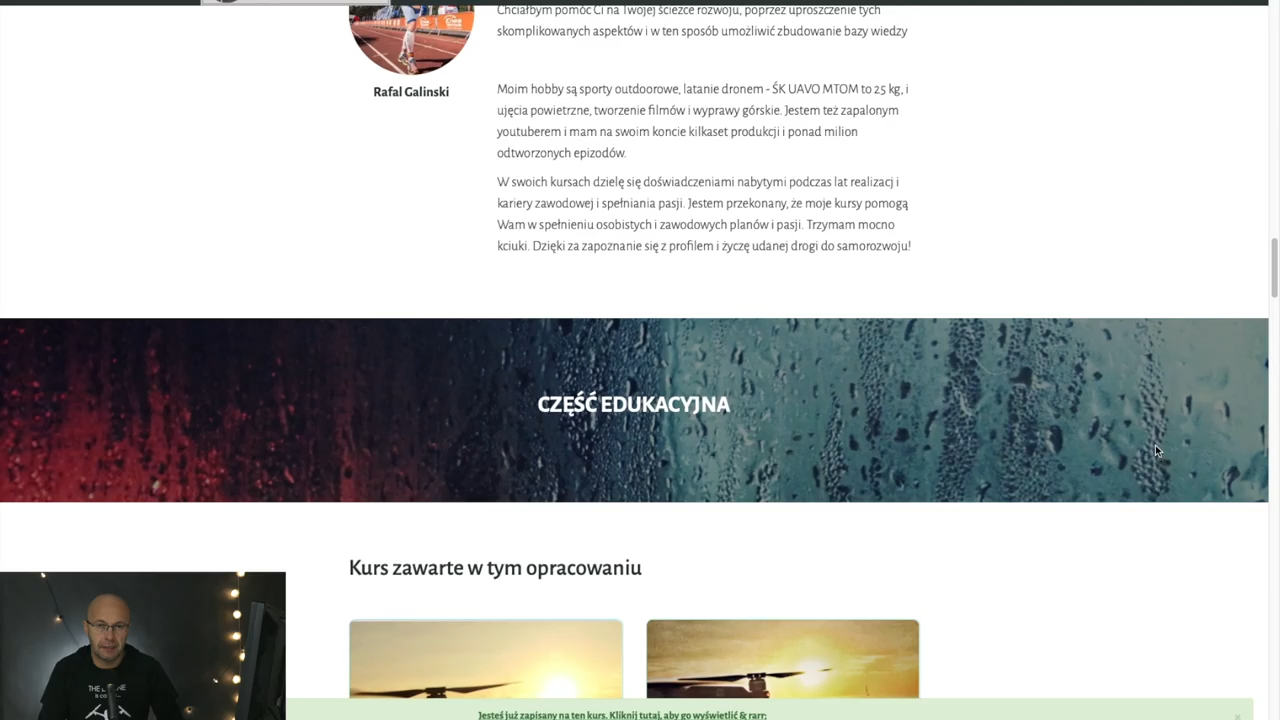 Chciałbym pomóc Ci na Twojej ścieżce rozwoju, poprzez uproszczenie tych
skomplikowanych aspektów i w ten sposób umożliwić zbudowanie bazy wiedzy
Rafal Galinski
Moim hobby są sporty outdoorowe, latanie dronem - ŚK UAVO MTOM to 25 kg, i
ujęcia powietrzne, tworzenie filmów i wyprawy górskie. Jestem też zapalonym
youtuberem i mam na swoim koncie kilkaset produkcji i ponad milion
odtworzonych epizodów.
W swoich kursach dzielę się doświadczeniami nabytymi podczas lat realizacj i
kariery zawodowej i spełniania pasji. Jestem przekonany, że moje kursy pomogą
Wam w spełnieniu osobistych i zawodowych planów i pasji. Trzymam mocno
kciuki. Dzięki za zapoznanie się z profilem i życzę udanej drogi do samorozwoju!
CZĘŚĆ EDUKACYJNA
Kurs zawarte w tym opracowaniu
Jesteś już zapisany na ten kurs. Kliknij tutaj, aby go wyświetlić & rarr;
×